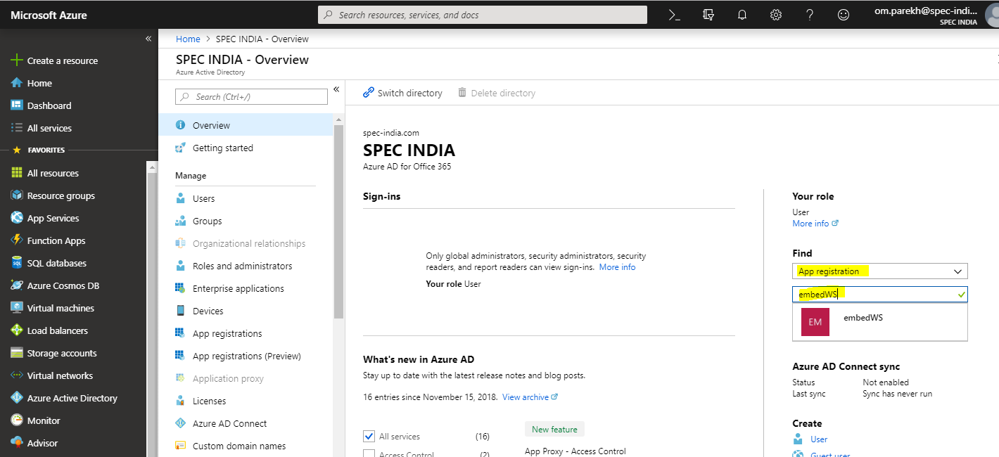 Microsoft Azure
Search resources, services, and docs
om.parekh@spec-indi...
SPEC INDIA
Create a resource
Home
Dashboard
All services
FAVORITES
All resources
Resource groups
App Services
Function Apps
SQL databases
Azure Cosmos DB
Virtual machines
Load balancers
Storage accounts
Virtual networks
Azure Active Directory
Monitor
Advisor
Home > SPEC INDIA - Overview
SPEC INDIA - Overview
Azure Active Directory
Search (Ctrl+/)
Overview
Getting started
Manage
Users
Groups
Organizational relationships
Roles and administrators
Enterprise applications
Devices
App registrations
App registrations (Preview)
Application proxy
Licenses
Azure AD Connect
Custom domain names
Switch directory
Delete directory
spec-india.com
SPEC INDIA
Azure AD for Office 365
Sign-ins
Only global administrators, security administrators, security
readers, and report readers can view sign-ins. More info
Your role User
What's new in Azure AD
Stay up to date with the latest release notes and blog posts.
16 entries since November 15, 2018. View archive
All services (16)
Access Control (2)
New feature
App Proxy - Access Control
Your role
User
More info
Find
App registration
embedWS
EM embedWS
Azure AD Connect sync
Status Not enabled
Last sync Sync has never run
Create
User
Guest user